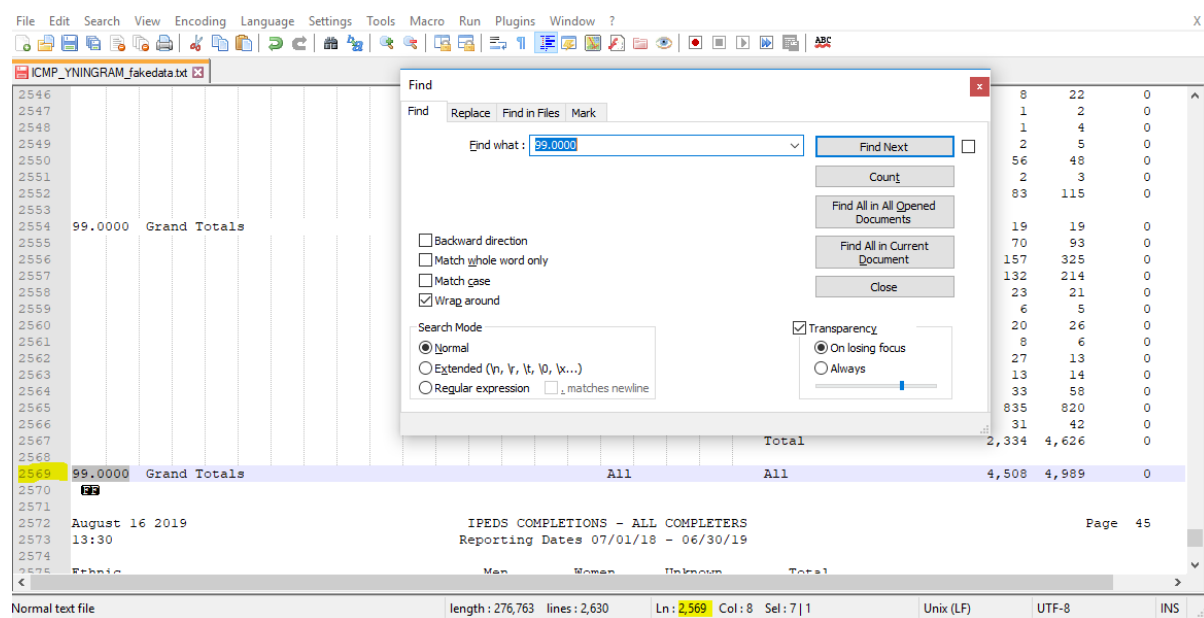 File Edit Search View Encoding Language Settings Tools Macro Run Plugins Window ? X
ABC
ICMP_YNINGRAM_fakedata.txt
Find x
Find Replace Find in Files Mark
Find what : 99.0000 Find Next
Count
Find All in All Opened Documents
Find All in Current Document
Close
Backward direction
Match whole word only
Match case
Wrap around
Search Mode
Normal
Extended (\n, \r, \t, \0, \x...)
Regular expression . matches newline
Transparency
On losing focus
Always
2546 8 22 0
2547 1 2 0
2548 1 4 0
2549 2 5 0
2550 56 48 0
2551 2 3 0
2552 83 115 0
2553
2554 99.0000 Grand Totals 19 19 0
2555 70 93 0
2556 157 325 0
2557 132 214 0
2558 23 21 0
2559 6 5 0
2560 20 26 0
2561 8 6 0
2562 27 13 0
2563 13 14 0
2564 33 58 0
2565 835 820 0
2566 31 42 0
2567 Total 2,334 4,626 0
2568
2569 99.0000 Grand Totals All All 4,508 4,989 0
2570 FF
2571
2572 August 16 2019 IPEDS COMPLETIONS - ALL COMPLETERS Page 45
2573 13:30 Reporting Dates 07/01/18 - 06/30/19
2574
2575 Ethnic Men Women Unknown Total
Normal text file length : 276,763 lines : 2,630 Ln : 2,569 Col : 8 Sel : 7 | 1 Unix (LF) UTF-8 INS